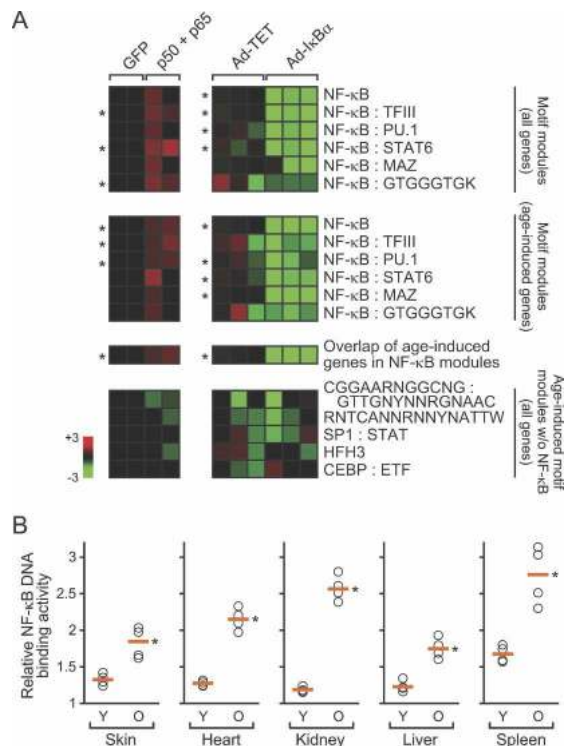 A
GFP
p50 + p65
Ad-TET
Ad-IκBα
NF-κB
* * NF-κB : TFIII
* NF-κB : PU.1
* * NF-κB : STAT6
NF-κB : MAZ
* NF-κB : GTGGGTGK
Motif modules
(all genes)
* * NF-κB
* NF-κB : TFIII
* * NF-κB : PU.1
* NF-κB : STAT6
* NF-κB : MAZ
NF-κB : GTGGGTGK
Motif modules
(age-induced genes)
* * Overlap of age-induced
genes in NF-κB modules
CGGAARNGGCNG :
GTTGNYNNRGNAAC
RNTCANNRNNYNATTW
SP1 : STAT
HFH3
CEBP : ETF
Age-induced motif
modules w/o NF-κB
(all genes)
+3
-3
B
Relative NF-κB DNA
binding activity
3
2.5
2
1.5
1
* * * * *
Y O Y O Y O Y O Y O
Skin Heart Kidney Liver Spleen